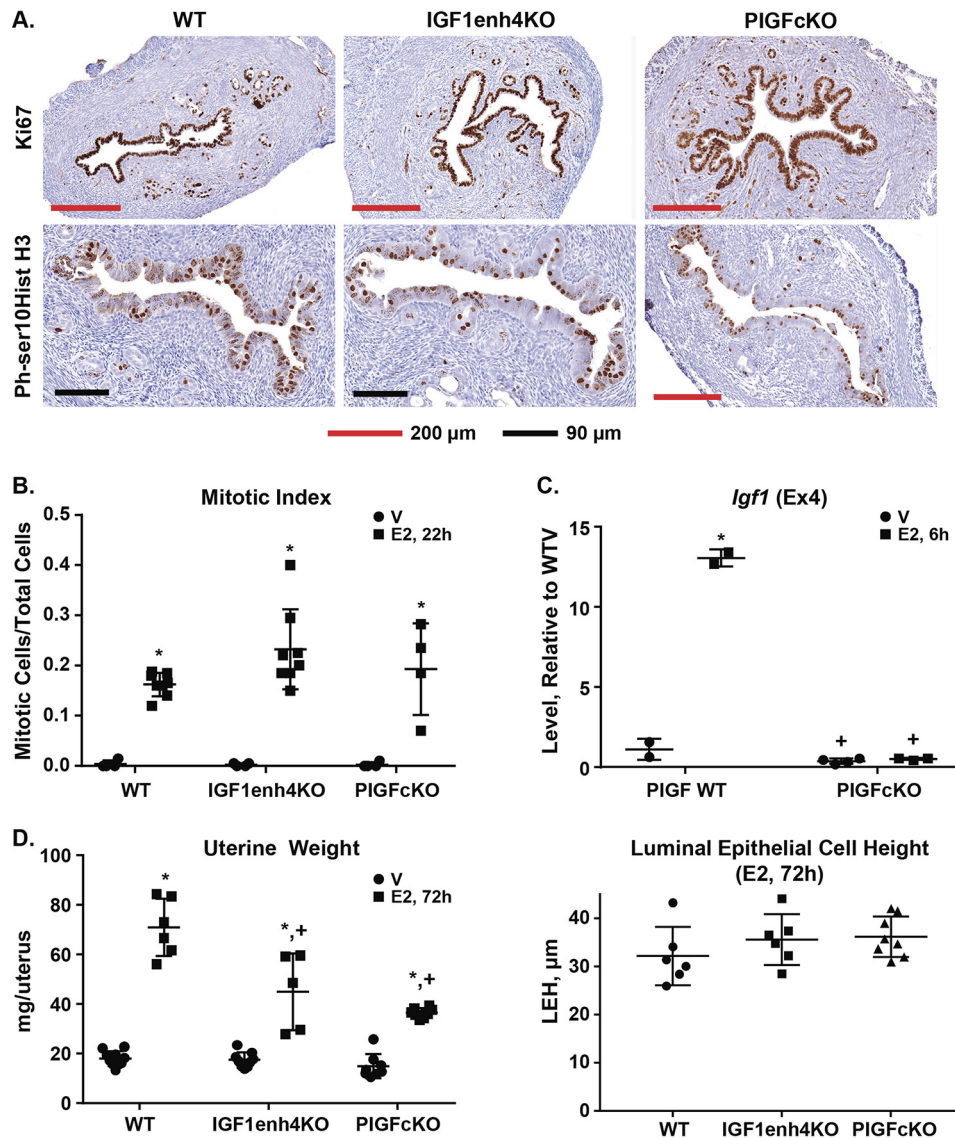 A.
WT
IGF1enh4KO
PIGFcKO
Ki67
Ph-ser10Hist H3
200 µm
90 µm
B.
Mitotic Index
V
E2, 22h
Mitotic Cells/Total Cells
0.5
0.4
0.3
0.2
0.1
0.0
*
*
*
WT
IGF1enh4KO
PIGFcKO
C.
Igf1 (Ex4)
V
E2, 6h
Level, Relative to WTV
15
10
5
0
*
+
+
PIGF WT
PIGFcKO
D.
Uterine Weight
V
E2, 72h
mg/uterus
100
80
60
40
20
0
*
*,+
*,+
WT
IGF1enh4KO
PIGFcKO
Luminal Epithelial Cell Height
(E2, 72h)
LEH, µm
40
30
20
10
0
WT
IGF1enh4KO
PIGFcKO